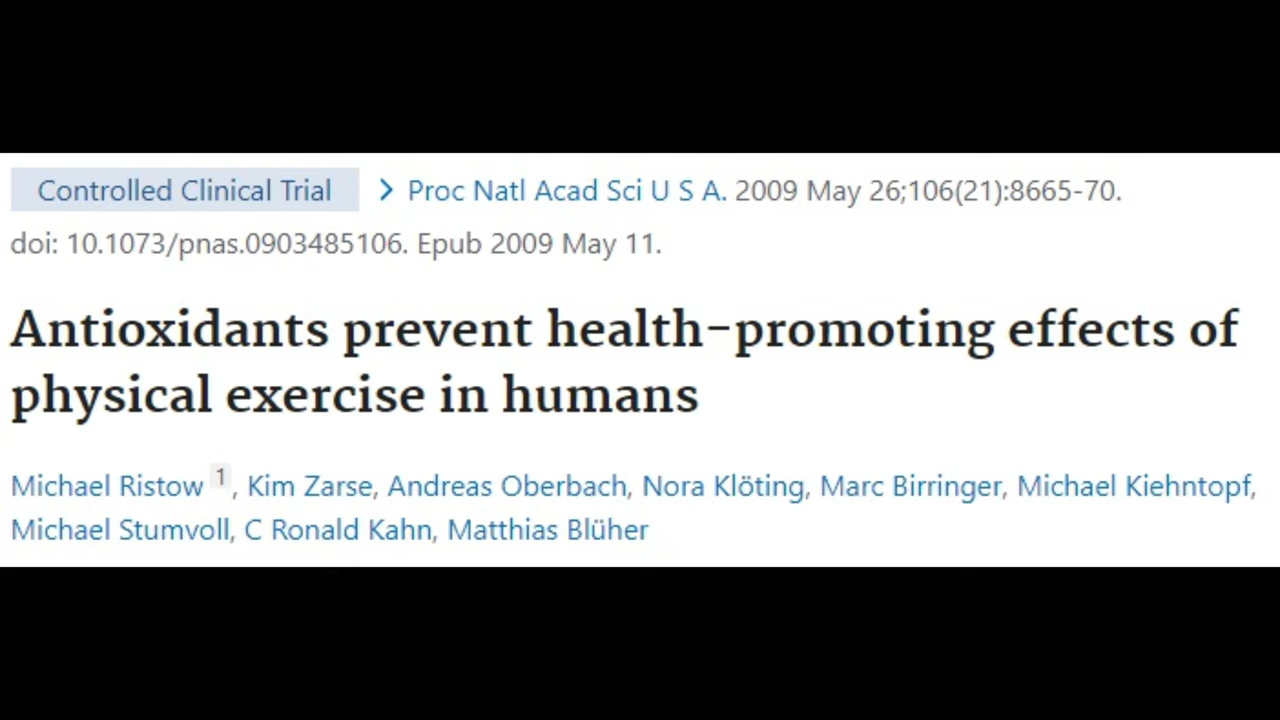 Controlled Clinical Trial > Proc Natl Acad Sci U S A. 2009 May 26;106(21):8665-70.
doi: 10.1073/pnas.0903485106. Epub 2009 May 11.
Antioxidants prevent health-promoting effects of
physical exercise in humans
Michael Ristow 1, Kim Zarse, Andreas Oberbach, Nora Klöting, Marc Birringer, Michael Kiehntopf,
Michael Stumvoll, C Ronald Kahn, Matthias Blüher